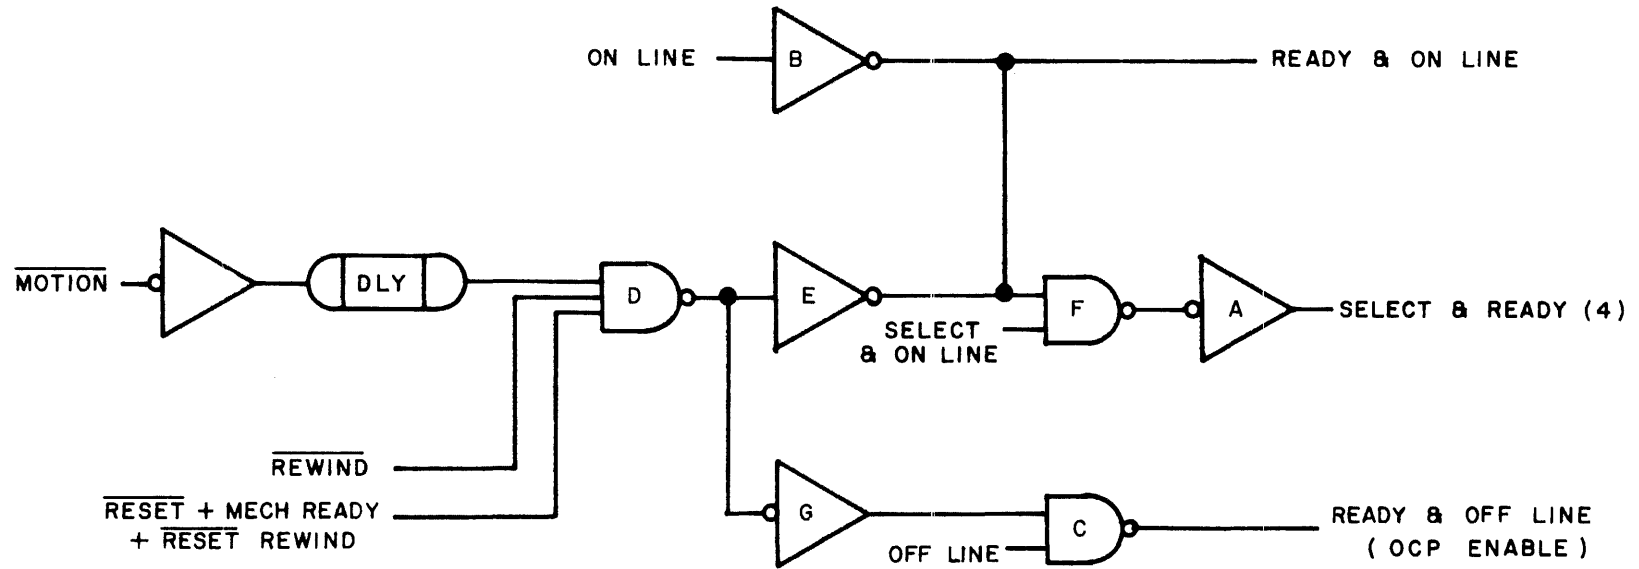 ON LINE
B
READY & ON LINE
MOTION
DLY
D
E
SELECT
& ON LINE
F
A
SELECT & READY (4)
REWIND
RESET + MECH READY
+ RESET REWIND
G
OFF LINE
C
READY & OFF LINE
(OCP ENABLE)